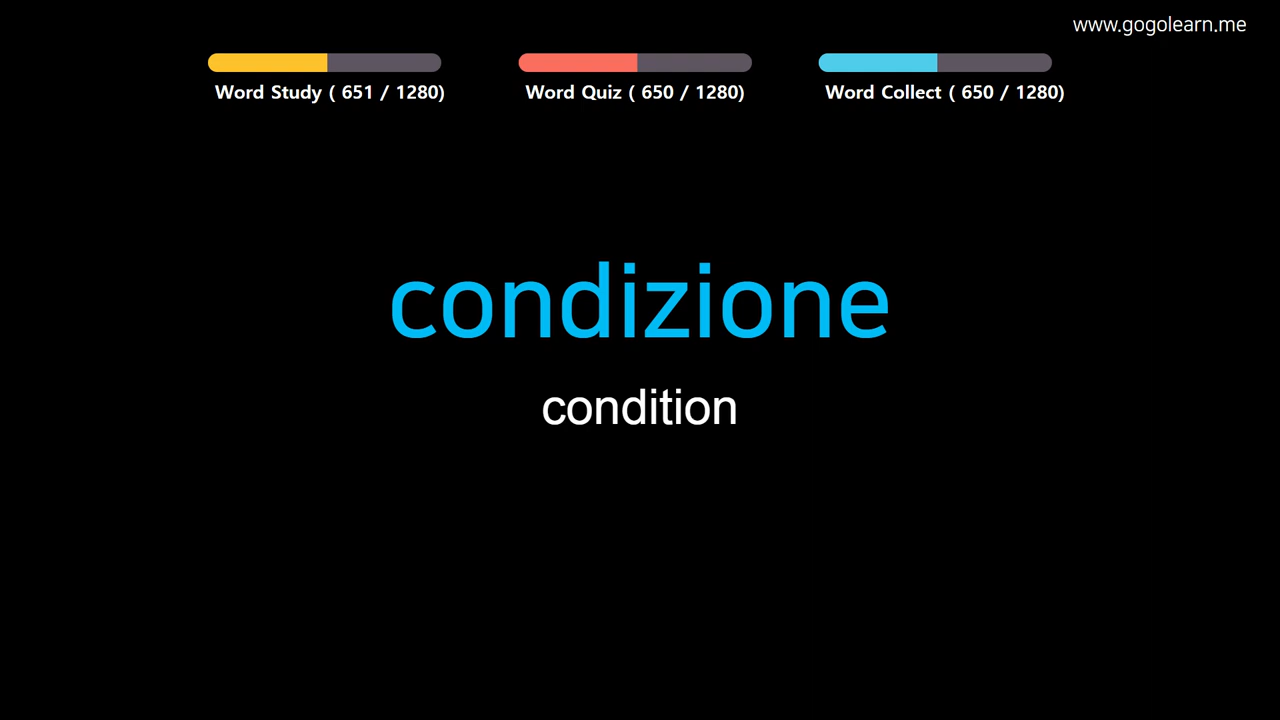 www.gogolearn.me
Word Study ( 651 / 1280)
Word Quiz ( 650 / 1280)
Word Collect ( 650 / 1280)
condizione
condition